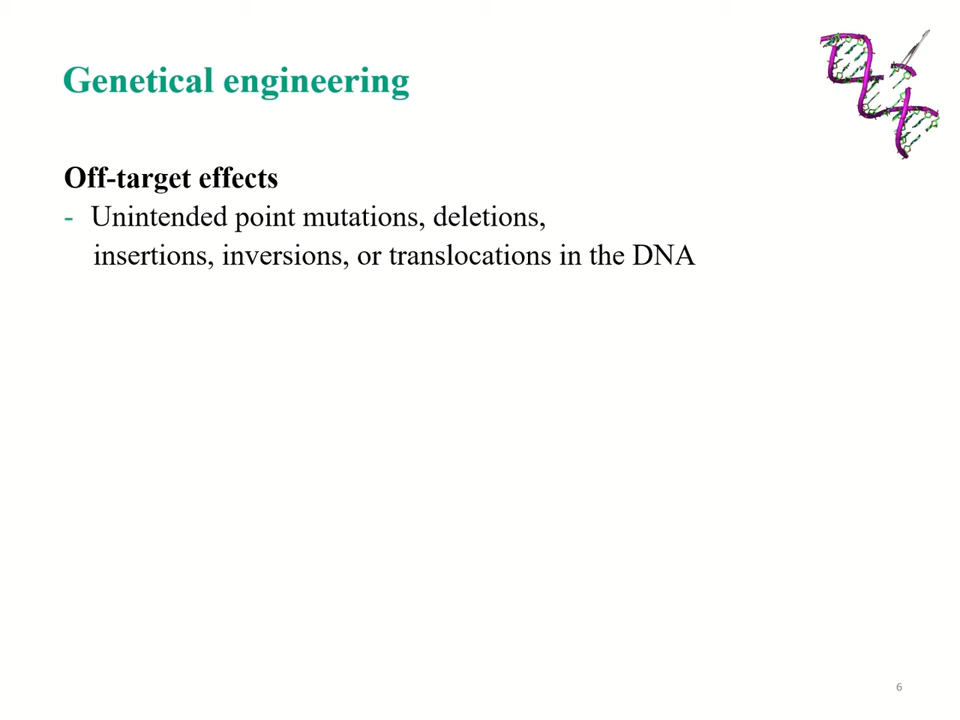 Genetical engineering
Off-target effects
- Unintended point mutations, deletions,
insertions, inversions, or translocations in the DNA
6